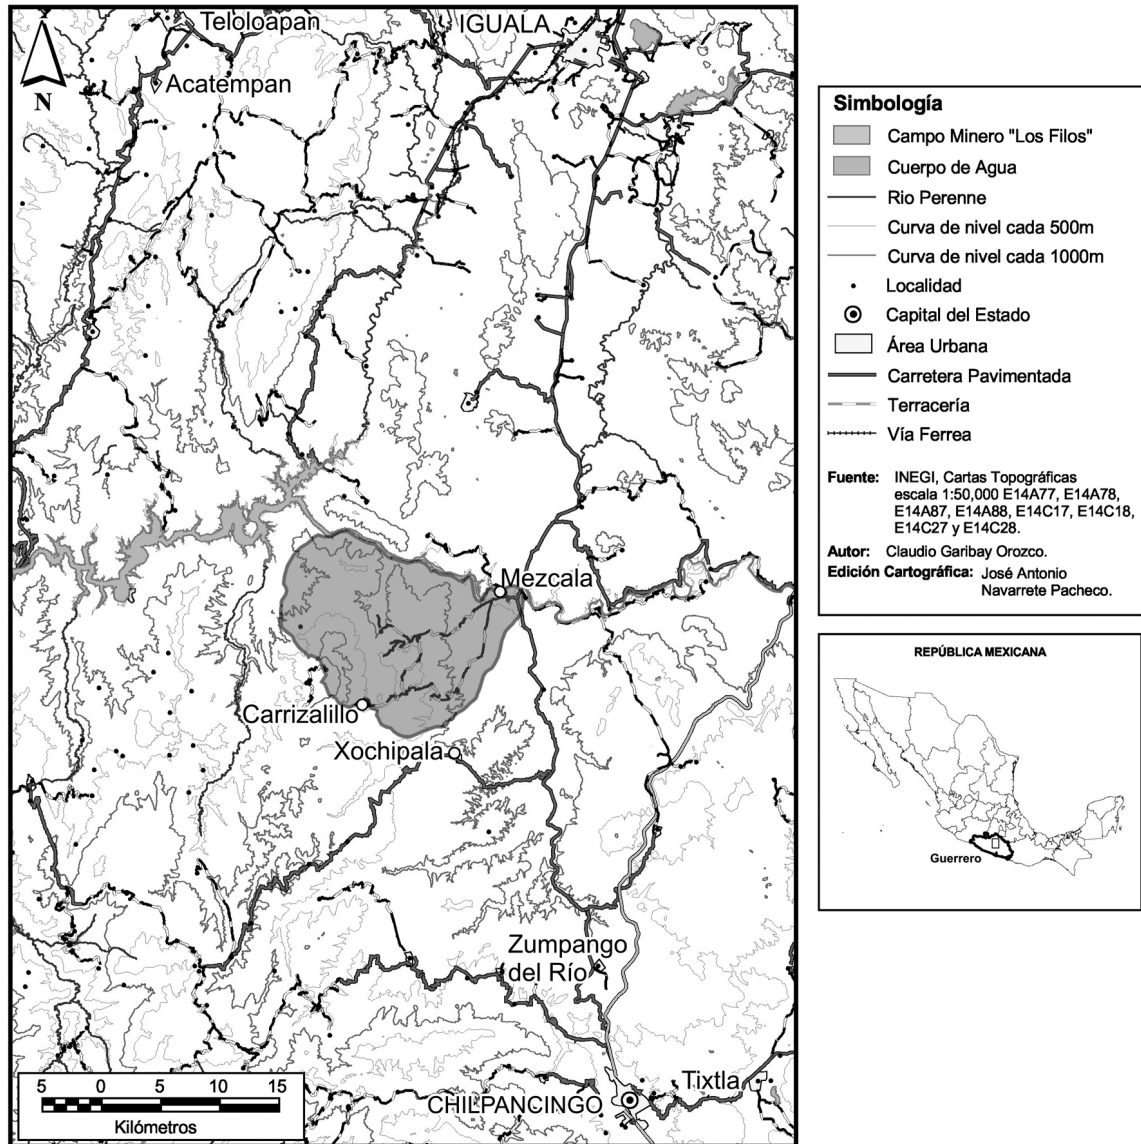 Teloloapan
IGUALA
Acatempan
N
Mezcala
Carrizalillo
Xochipala
Zumpango
del Río
Tixtla
CHILPANCINGO
5 0 5 10 15
Kilómetros
Simbología
Campo Minero "Los Filos"
Cuerpo de Agua
Rio Perenne
Curva de nivel cada 500m
Curva de nivel cada 1000m
Localidad
Capital del Estado
Área Urbana
Carretera Pavimentada
Terracería
Vía Ferrea
Fuente: INEGI, Cartas Topográficas
escala 1:50,000 E14A77, E14A78,
E14A87, E14A88, E14C17, E14C18,
E14C27 y E14C28.
Autor: Claudio Garibay Orozco.
Edición Cartográfica: José Antonio
Navarrete Pacheco.
REPÚBLICA MEXICANA
Guerrero